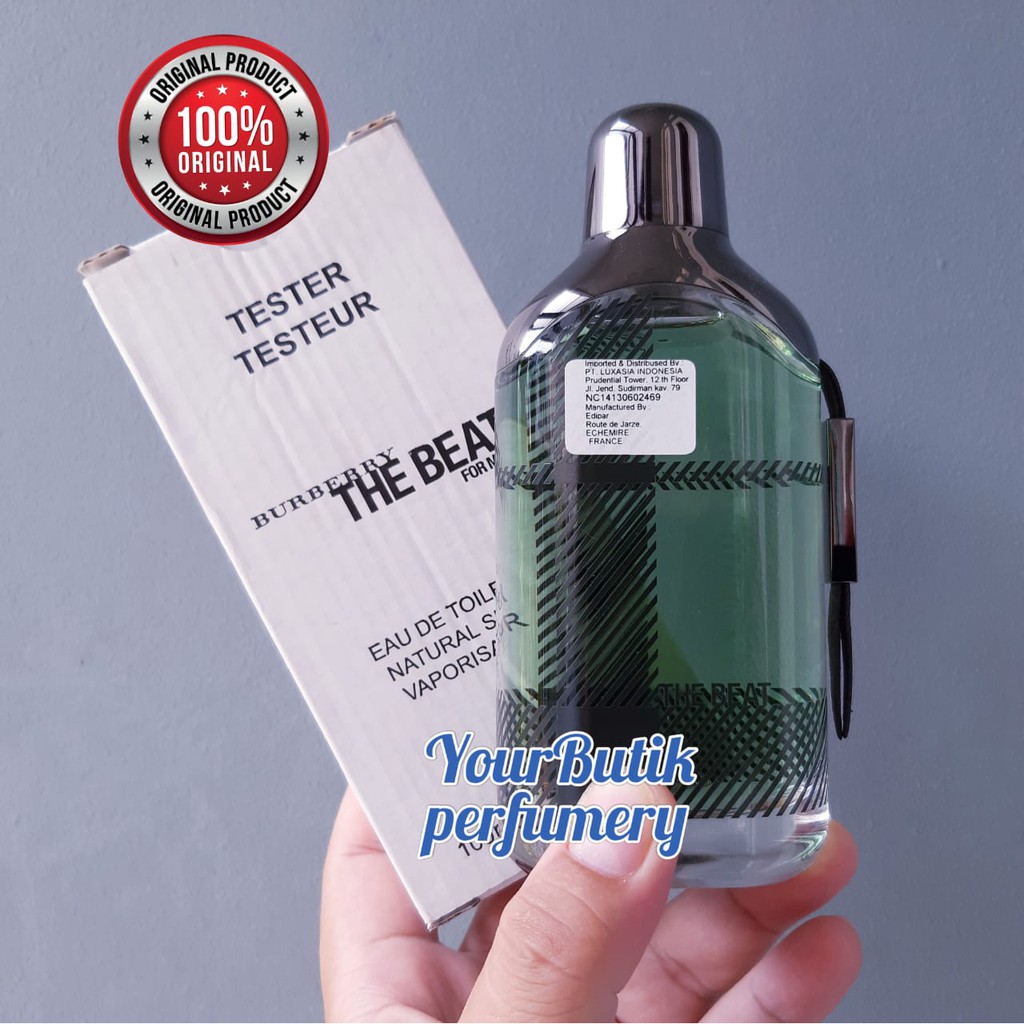 ORIGINAL PRODUCT
100%
ORIGINAL
ORIGINAL PRODUCT
TESTER
TESTEUR
BURBERRY
THE BEAT
FOR M
EAU DE TOILE
NATURAL S
VAPORISA
Imported & Distributed By :
PT. LUXASIA INDONESIA
Prudential Tower, 12 th Floor
Jl. Jend. Sudirman kav. 79
NC14130602469
Manufactured By :
Edipar
Route de Jarze.
ECHEMIRE
FRANCE
THE BEAT
YourButik
perfumery